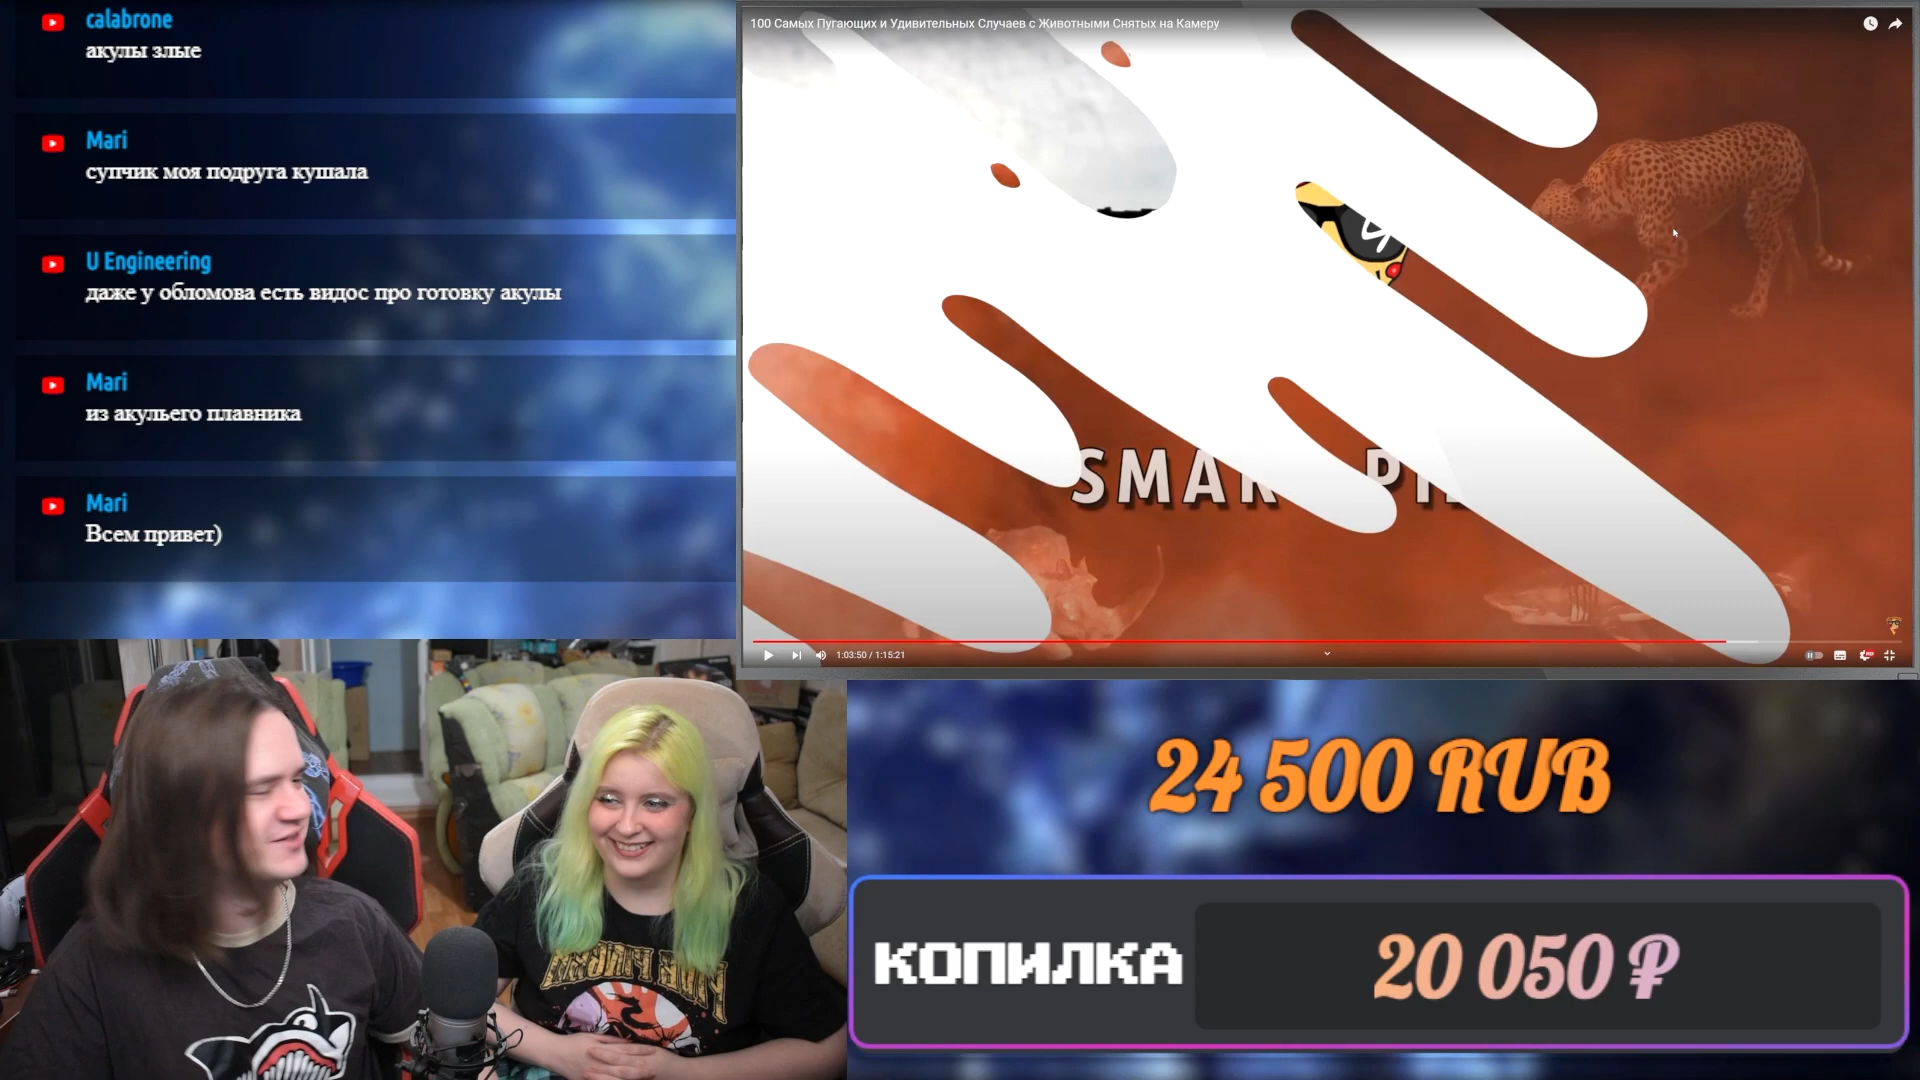 calabrone
акулы злые
Mari
супчик моя подруга кушала
U Engineering
даже у обломова есть видос про готовку акулы
Mari
из акульего плавника
Mari
Всем привет)
100 Самых Пугающих и Удивительных Случаев с Животными Снятых на Камеру
1:03:50 / 1:15:21
24 500 RUB
КОПИЛКА
20 050 ₽